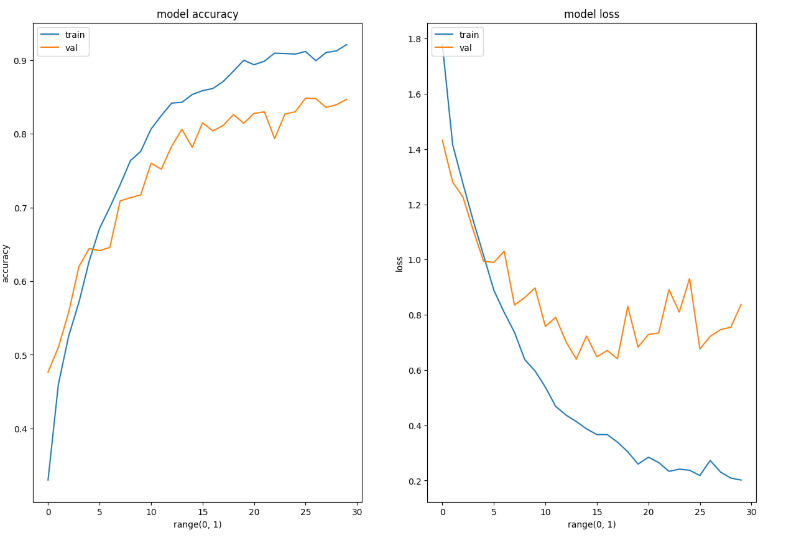 model accuracy
train
val
0.9
0.8
0.7
0.6
0.5
0.4
accuracy
0 5 10 15 20 25 30
range(0, 1)
model loss
train
val
1.8
1.6
1.4
1.2
1.0
0.8
0.6
0.4
0.2
loss
0 5 10 15 20 25 30
range(0, 1)